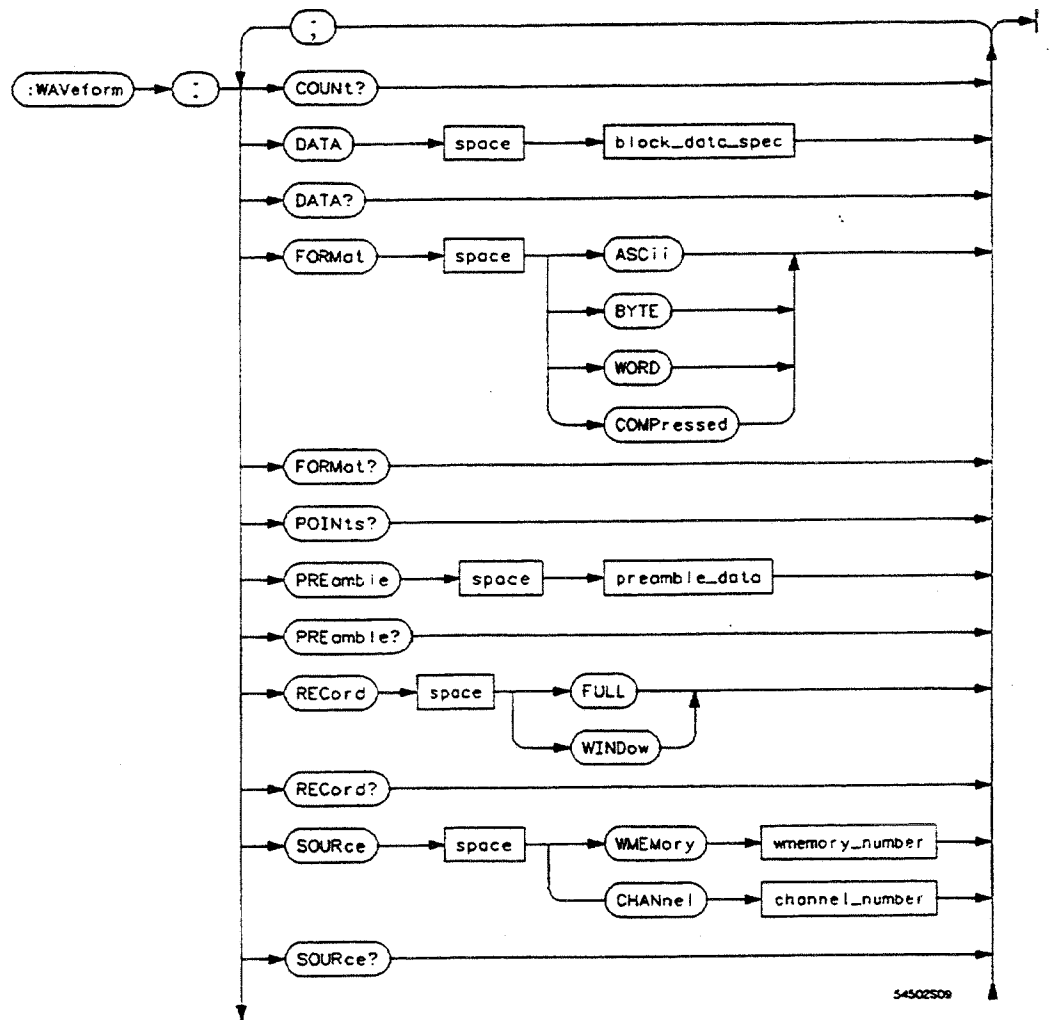 ;
:WAVeform : COUNt?
DATA space block_data_spec
DATA?
FORMat space ASCii
BYTE
WORD
COMPressed
FORMat?
POINts?
PREamble space preamble_data
PREamble?
RECord space FULL
WINDow
RECord?
SOURce space WMEMory wmemory_number
CHANnel channel_number
SOURce?
54502S09